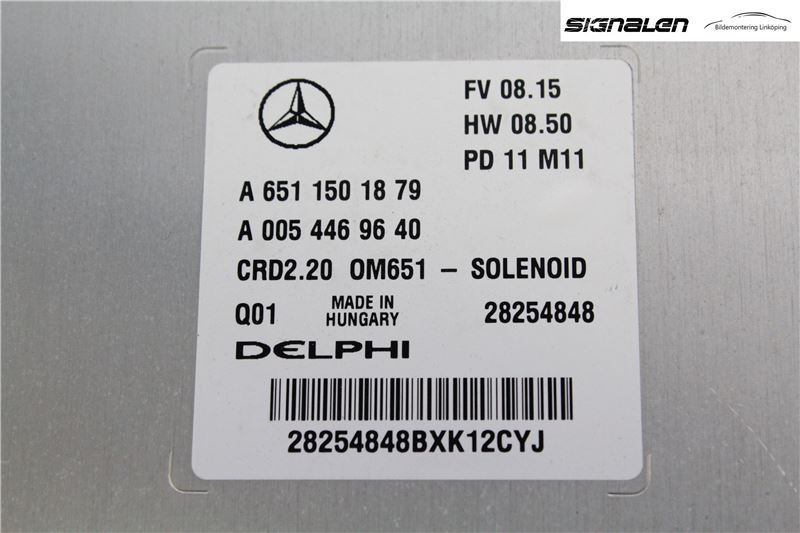 SIGNALEN
Bildemontering Linköping
FV 08.15
HW 08.50
PD 11 M11
A 651 150 18 79
A 005 446 96 40
CRD2.20 OM651 – SOLENOID
Q01 MADE IN HUNGARY 28254848
DELPHI
28254848BXK12CYJ